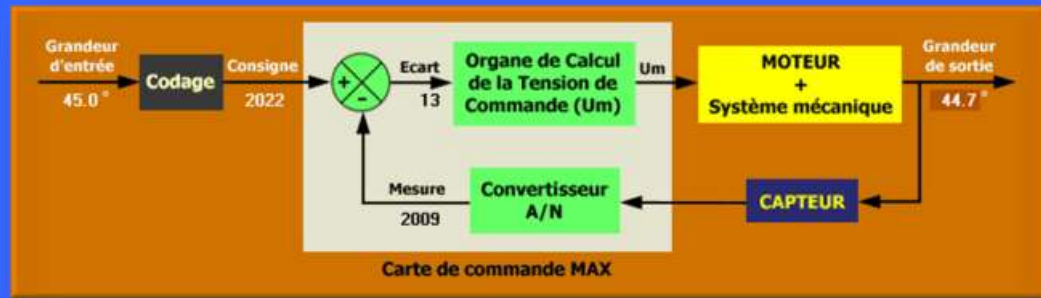 Grandeur
d'entrée
45.0 °
Codage
Consigne
2022
+
-
Ecart
13
Organe de Calcul
de la Tension de
Commande (Um)
Um
MOTEUR
+
Système mécanique
Grandeur
de sortie
44.7 °
Mesure
2009
Convertisseur
A/N
CAPTEUR
Carte de commande MAX